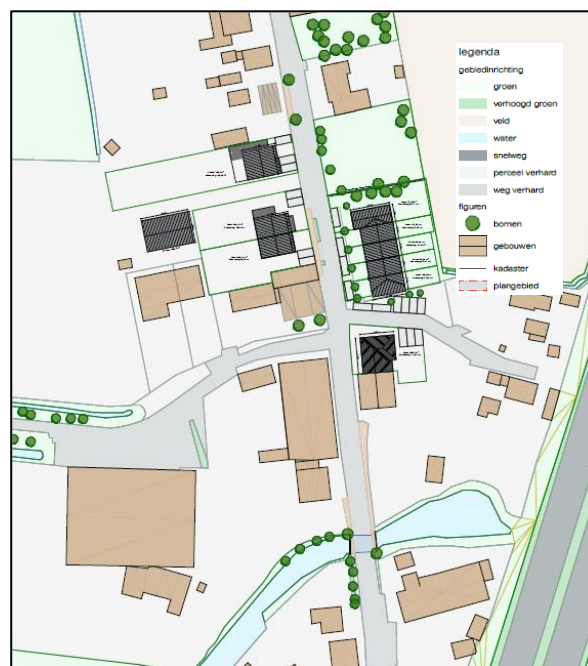 legenda
gebiedinrichting
groen
verhoogd groen
veld
water
snelweg
perceel verhard
weg verhard
figuren
bomen
gebouwen
kadaster
plangebied